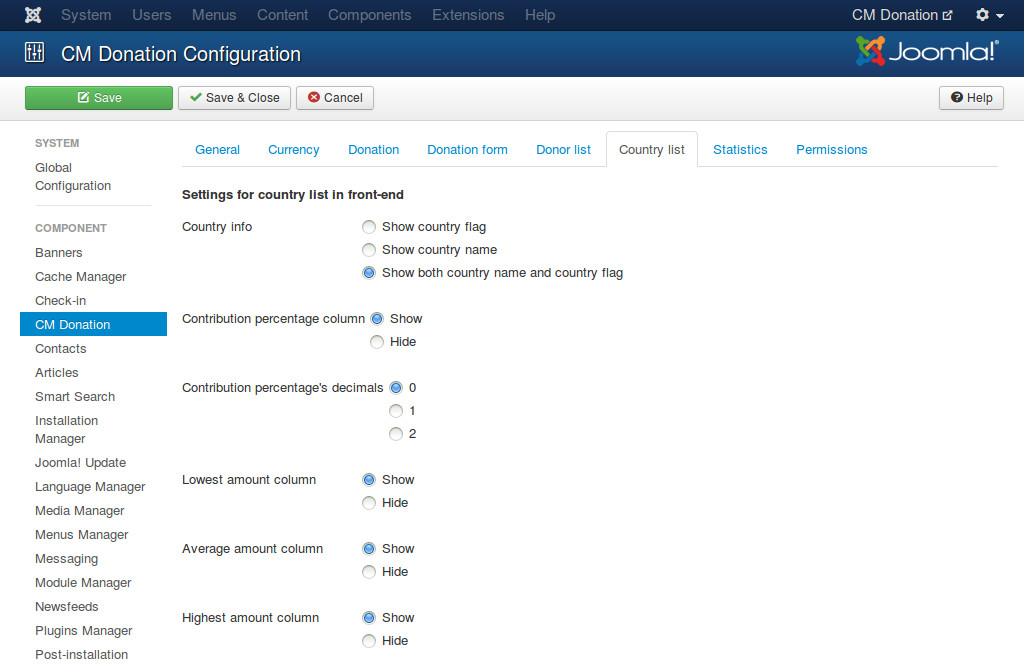 System Users Menus Content Components Extensions Help CM Donation
CM Donation Configuration Joomla!®
Save Save & Close Cancel Help
SYSTEM
Global
Configuration
COMPONENT
Banners
Cache Manager
Check-in
CM Donation
Contacts
Articles
Smart Search
Installation
Manager
Joomla! Update
Language Manager
Media Manager
Menus Manager
Messaging
Module Manager
Newsfeeds
Plugins Manager
Post-installation
General Currency Donation Donation form Donor list Country list Statistics Permissions
Settings for country list in front-end
Country info Show country flag
Show country name
Show both country name and country flag
Contribution percentage column Show
Hide
Contribution percentage's decimals 0
1
2
Lowest amount column Show
Hide
Average amount column Show
Hide
Highest amount column Show
Hide